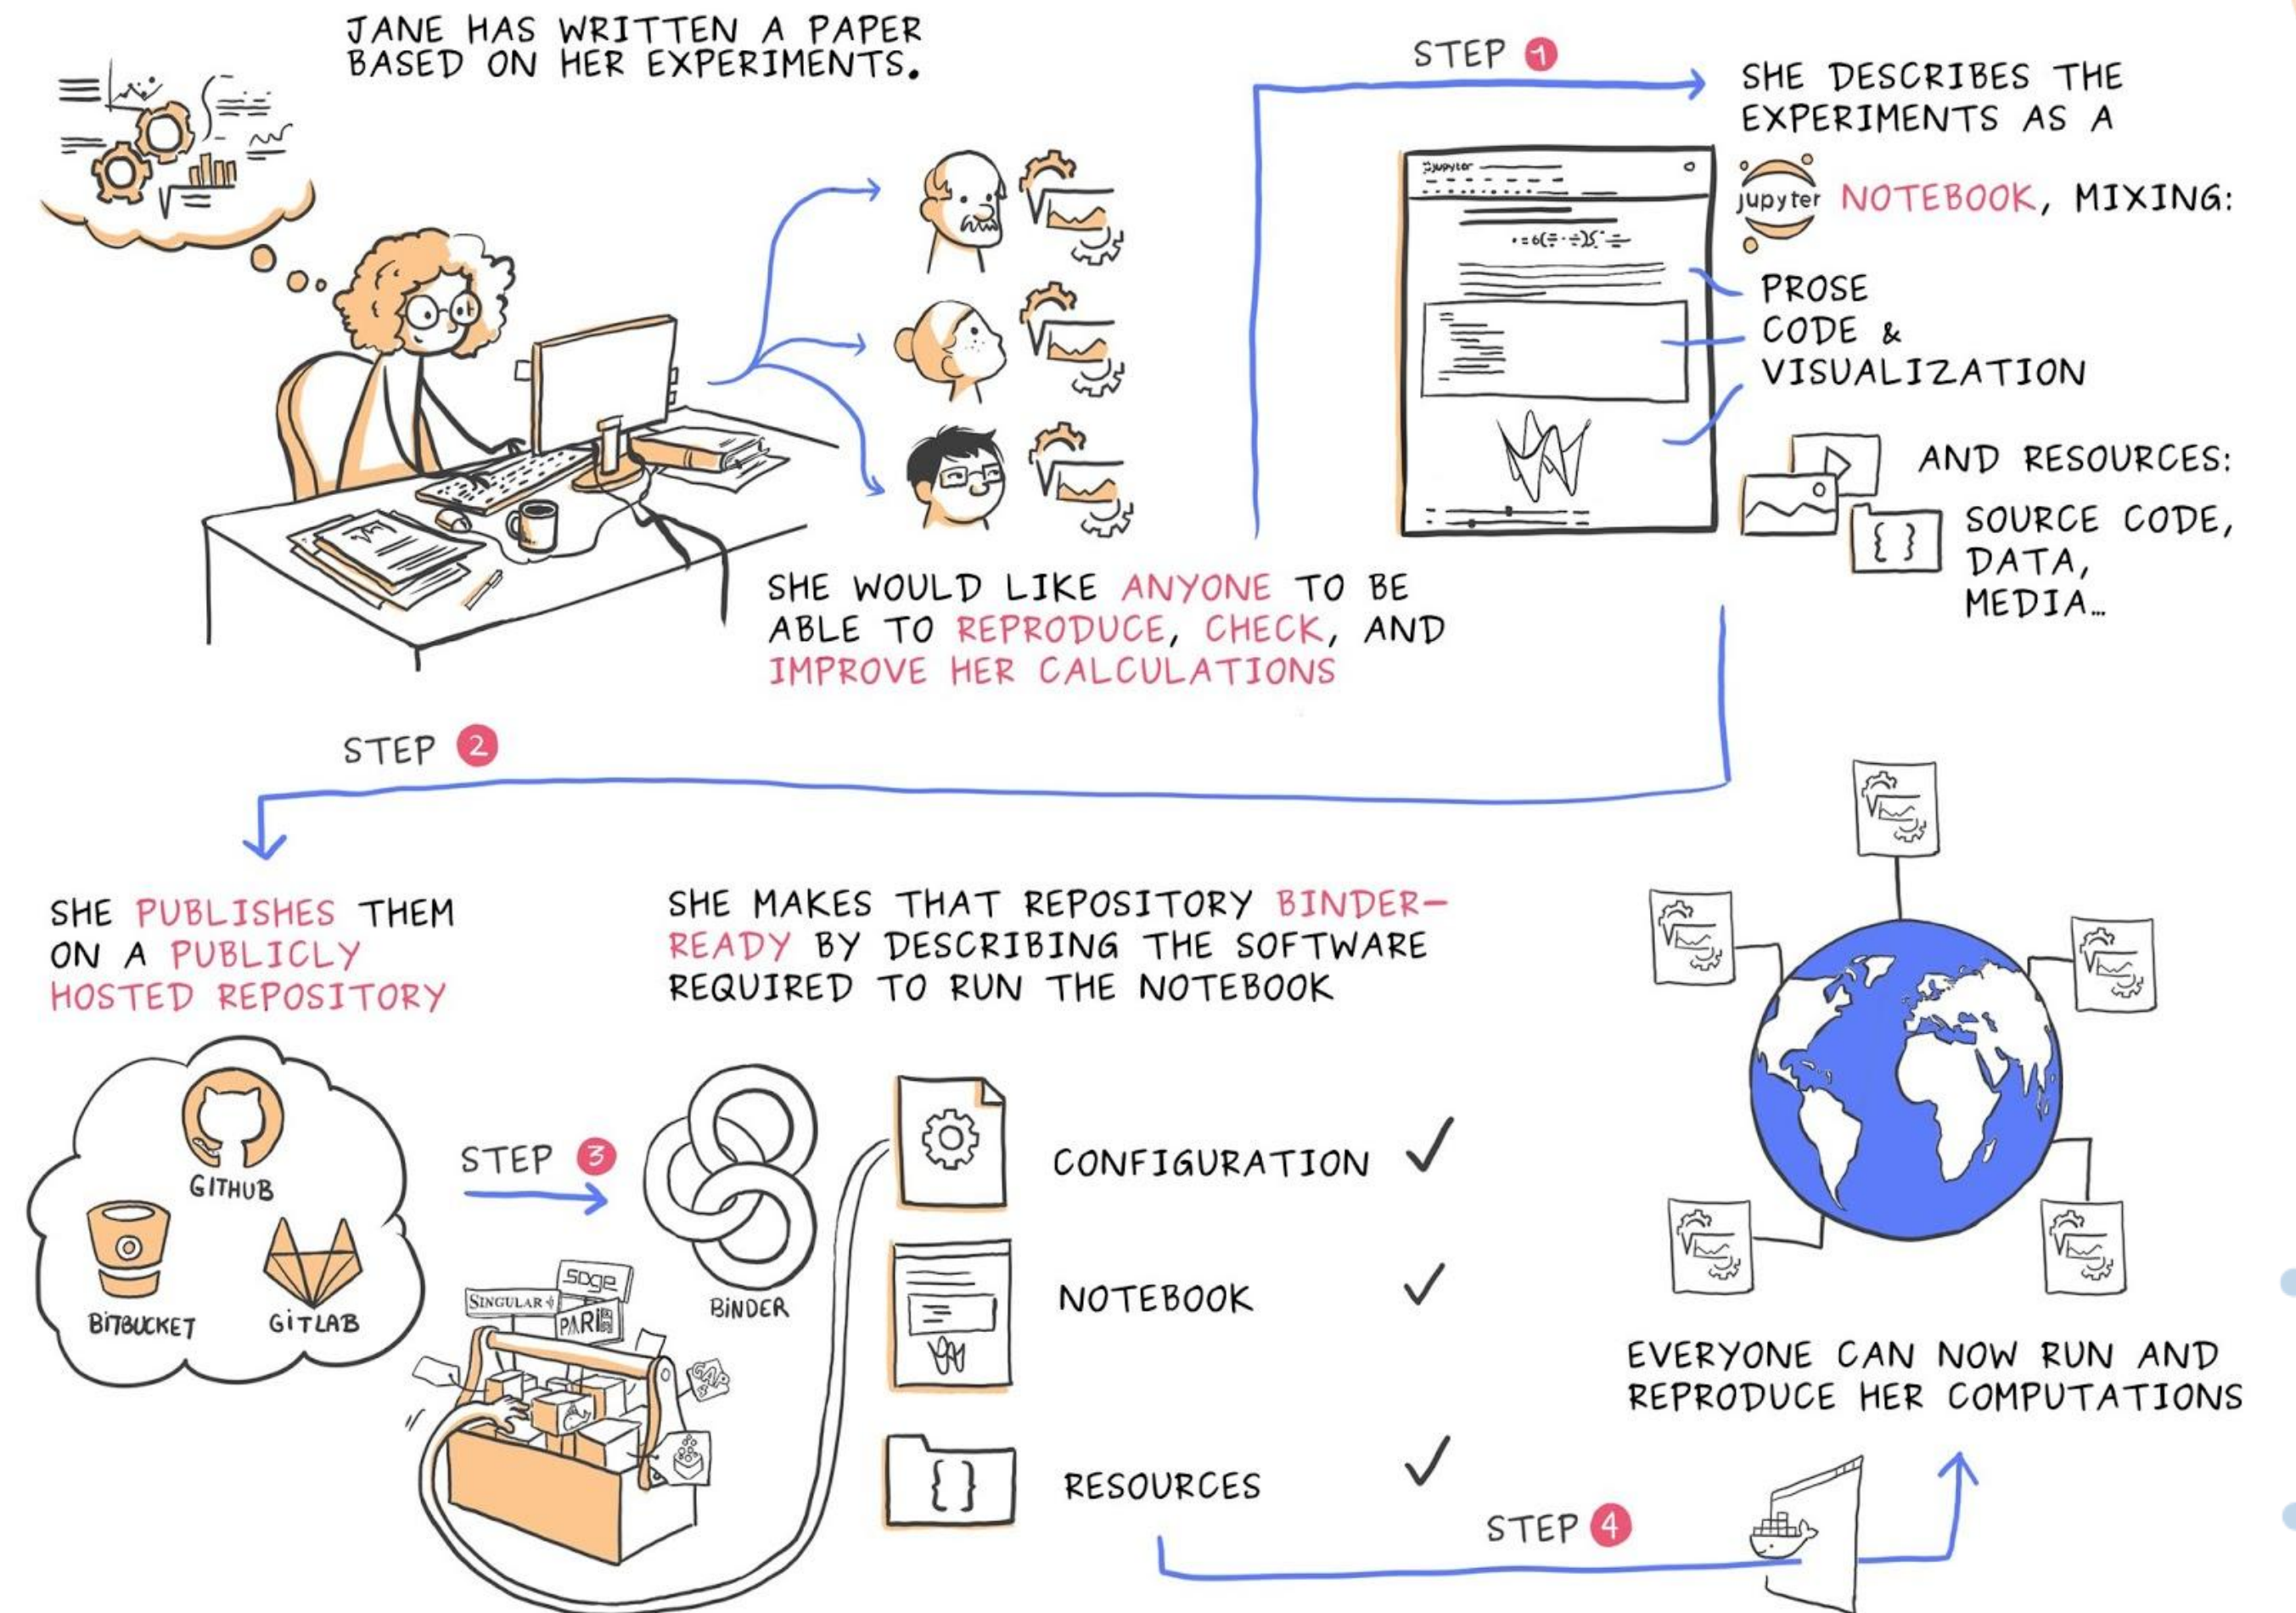 JANE HAS WRITTEN A PAPER
BASED ON HER EXPERIMENTS.
SHE WOULD LIKE ANYONE TO BE
ABLE TO REPRODUCE, CHECK, AND
IMPROVE HER CALCULATIONS
STEP 1
SHE DESCRIBES THE
EXPERIMENTS AS A
jupyter NOTEBOOK, MIXING:
jupyter
PROSE
CODE &
VISUALIZATION
AND RESOURCES:
SOURCE CODE,
DATA,
MEDIA...
STEP 2
SHE PUBLISHES THEM
ON A PUBLICLY
HOSTED REPOSITORY
GITHUB
BITBUCKET
GITLAB
STEP 3
SHE MAKES THAT REPOSITORY BINDER-
READY BY DESCRIBING THE SOFTWARE
REQUIRED TO RUN THE NOTEBOOK
BINDER
SINGULAR
sage
PARI
GAP
4
{ }
CONFIGURATION ✓
NOTEBOOK ✓
{ } RESOURCES ✓
STEP 4
EVERYONE CAN NOW RUN AND
REPRODUCE HER COMPUTATIONS